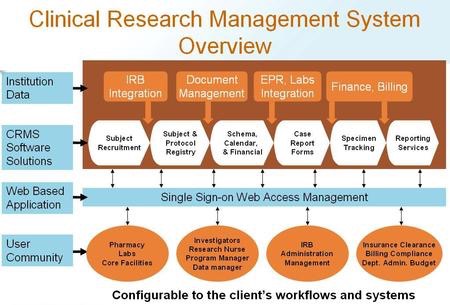 Clinical Research Management System
Overview
Institution
Data
IRB
Integration
Document
Management
EPR, Labs
Integration
Finance, Billing
CRMS
Software
Solutions
Subject
Recruitment
Subject &
Protocol
Registry
Schema,
Calendar,
& Financial
Case
Report
Forms
Specimen
Tracking
Reporting
Services
Web Based
Application
Single Sign-on Web Access Management
User
Community
Pharmacy
Labs
Core Facilities
Investigators
Research Nurse
Program Manager
Data manager
IRB
Administration
Management
Insurance Clearance
Billing Compliance
Dept. Admin. Budget
Configurable to the client's workflows and systems